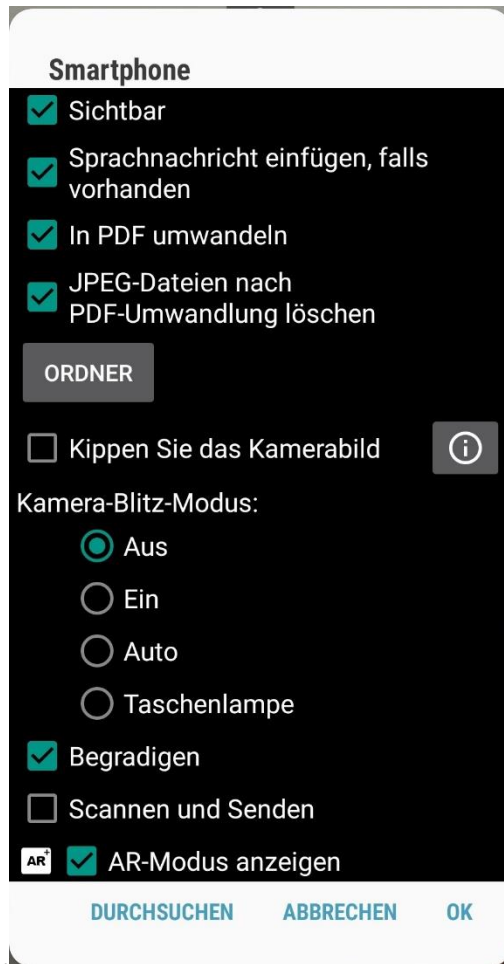 Smartphone
Sichtbar
Sprachnachricht einfügen, falls
vorhanden
In PDF umwandeln
JPEG-Dateien nach
PDF-Umwandlung löschen
ORDNER
Kippen Sie das Kamerabild
Kamera-Blitz-Modus:
Aus
Ein
Auto
Taschenlampe
Begradigen
Scannen und Senden
AR+ AR-Modus anzeigen
DURCHSUCHEN ABBRECHEN OK